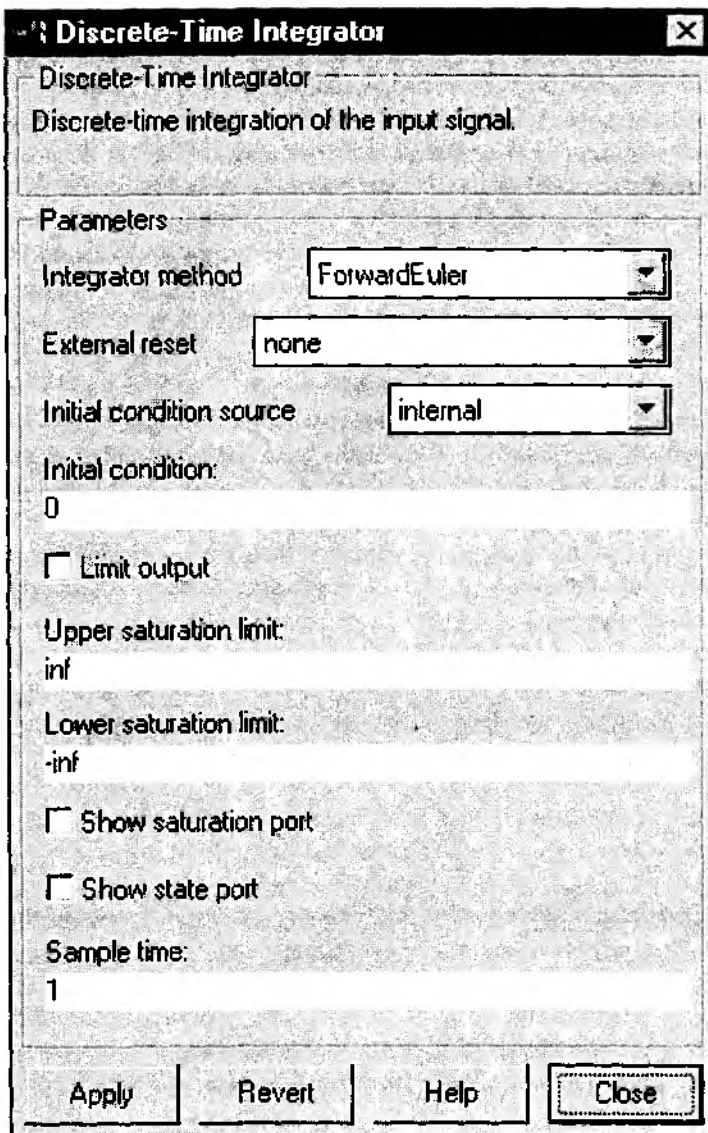 Discrete-Time Integrator
Discrete-Time Integrator
Discrete-time integration of the input signal.
Parameters
Integrator method ForwardEuler
External reset none
Initial condition source internal
Initial condition:
0
Limit output
Upper saturation limit:
inf
Lower saturation limit:
-inf
Show saturation port
Show state port
Sample time:
1
Apply Revert Help Close